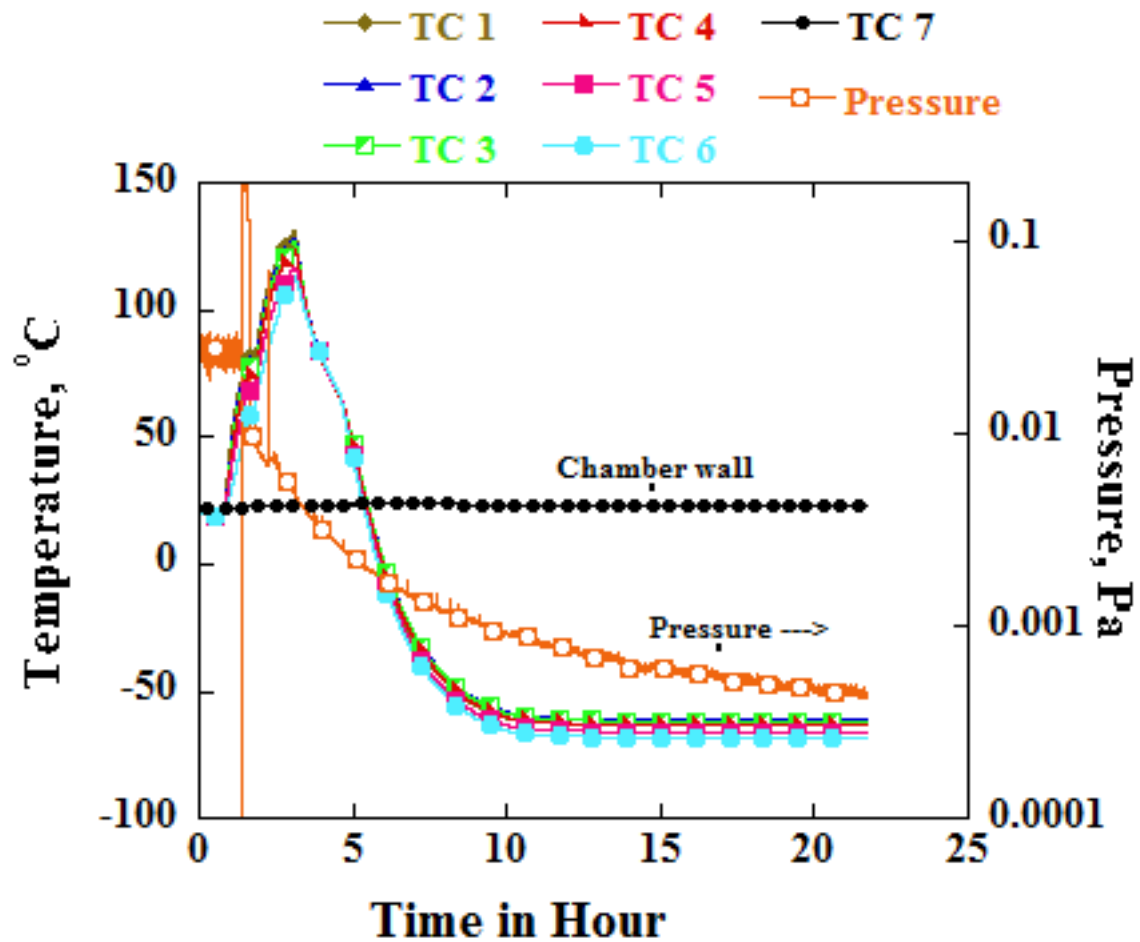 TC 1 TC 4 TC 7
TC 2 TC 5 Pressure
TC 3 TC 6
150
100
50
0
-50
-100
Temperature, °C
0.1
0.01
0.001
0.0001
Pressure, Pa
Chamber wall
Pressure --->
0 5 10 15 20 25
Time in Hour